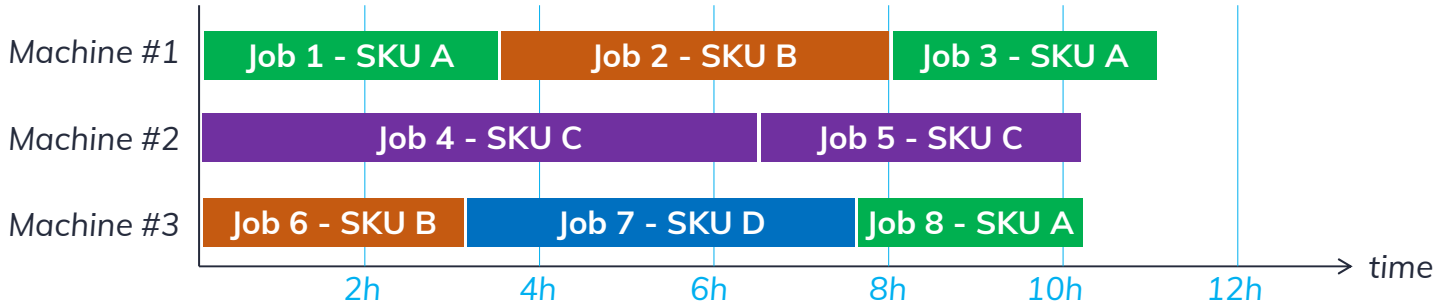 Machine #1
Job 1 - SKU A
Job 2 - SKU B
Job 3 - SKU A
Machine #2
Job 4 - SKU C
Job 5 - SKU C
Machine #3
Job 6 - SKU B
Job 7 - SKU D
Job 8 - SKU A
time
2h
4h
6h
8h
10h
12h